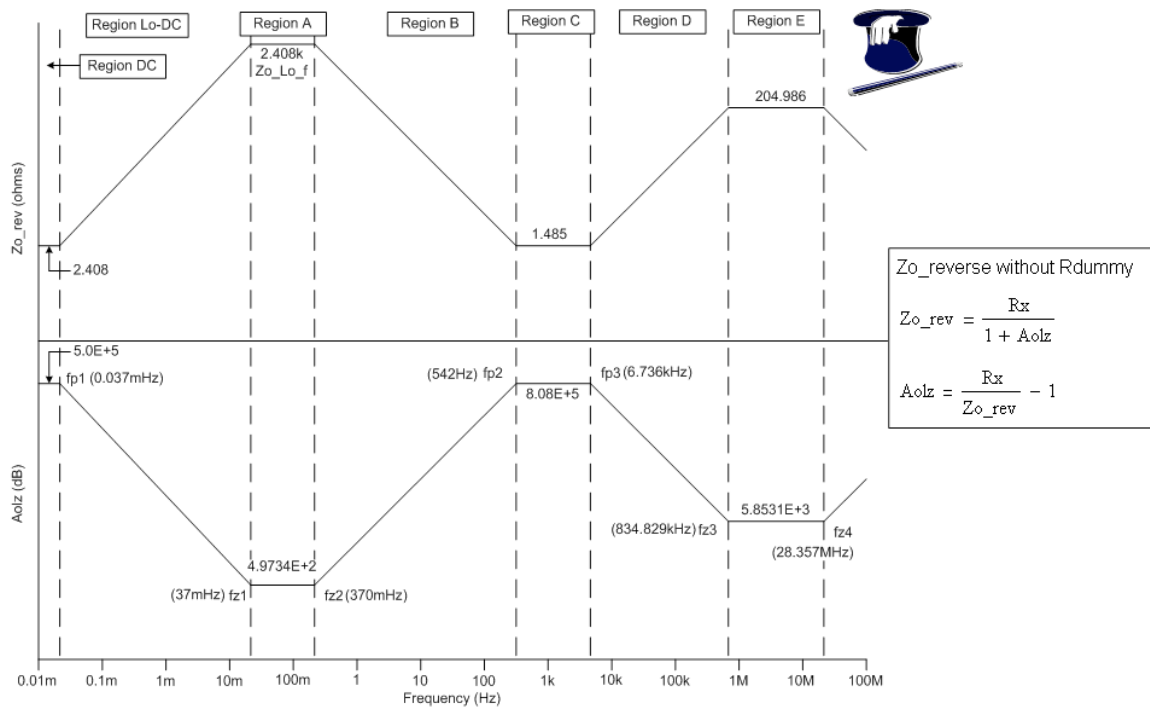 Region Lo-DC
Region A
Region B
Region C
Region D
Region E
Region DC
2.408k
Zo_Lo_f
204.986
1.485
2.408
Zo_rev (ohms)
Zo_reverse without Rdummy
Zo_rev = Rx / 1 + Aolz
Aolz = Rx / Zo_rev - 1
5.0E+5
fp1 (0.037mHz)
(542Hz) fp2
fp3 (6.736kHz)
8.08E+5
Aolz (dB)
4.9734E+2
5.8531E+3
(37mHz) fz1
fz2 (370mHz)
(834.829kHz) fz3
fz4
(28.357MHz)
0.01m 0.1m 1m 10m 100m 1 10 100 1k 10k 100k 1M 10M 100M
Frequency (Hz)